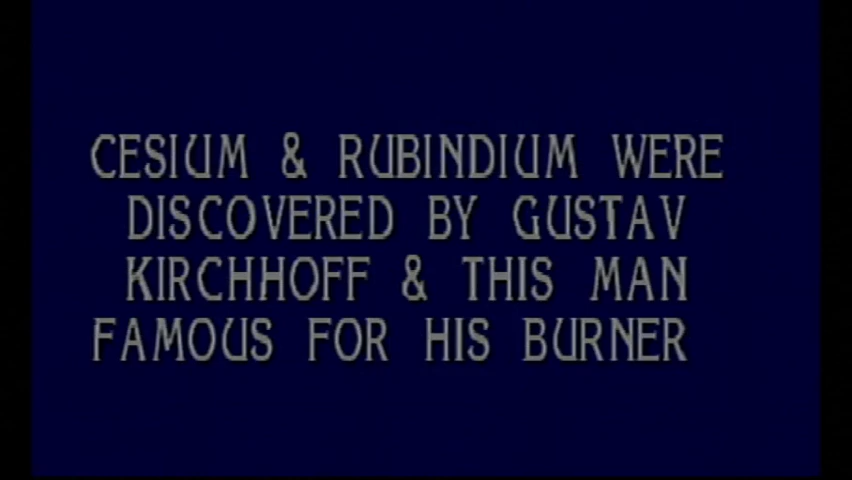 CESIUM & RUBINDIUM WERE
DISCOVERED BY GUSTAV
KIRCHHOFF & THIS MAN
FAMOUS FOR HIS BURNER